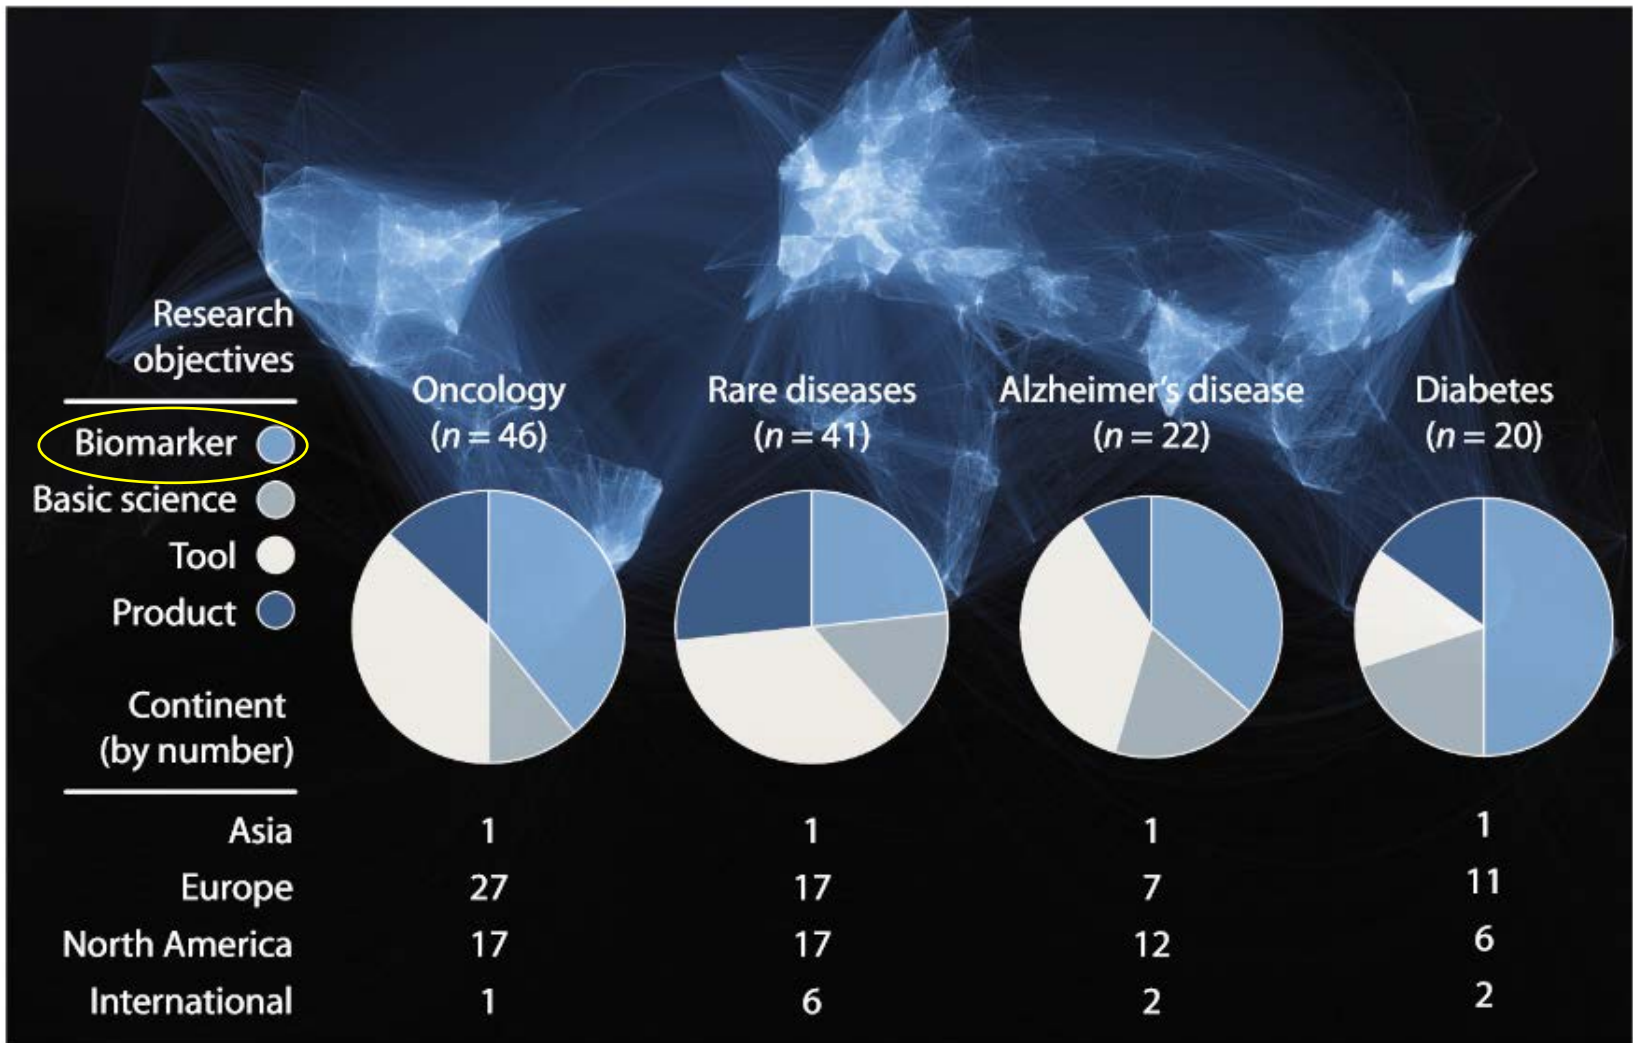 Research
objectives
Biomarker
Basic science
Tool
Product
Oncology
(n = 46)
Rare diseases
(n = 41)
Alzheimer's disease
(n = 22)
Diabetes
(n = 20)
Continent
(by number)
Asia 1 1 1 1
Europe 27 17 7 11
North America 17 17 12 6
International 1 6 2 2